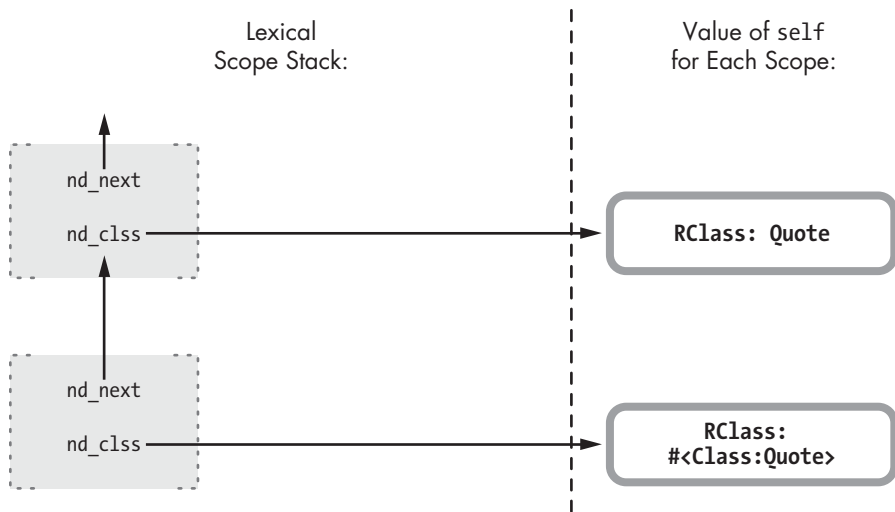 Lexical
Scope Stack:
Value of self
for Each Scope:
nd_next
nd_clss
RClass: Quote
nd_next
nd_clss
RClass:
#<Class:Quote>